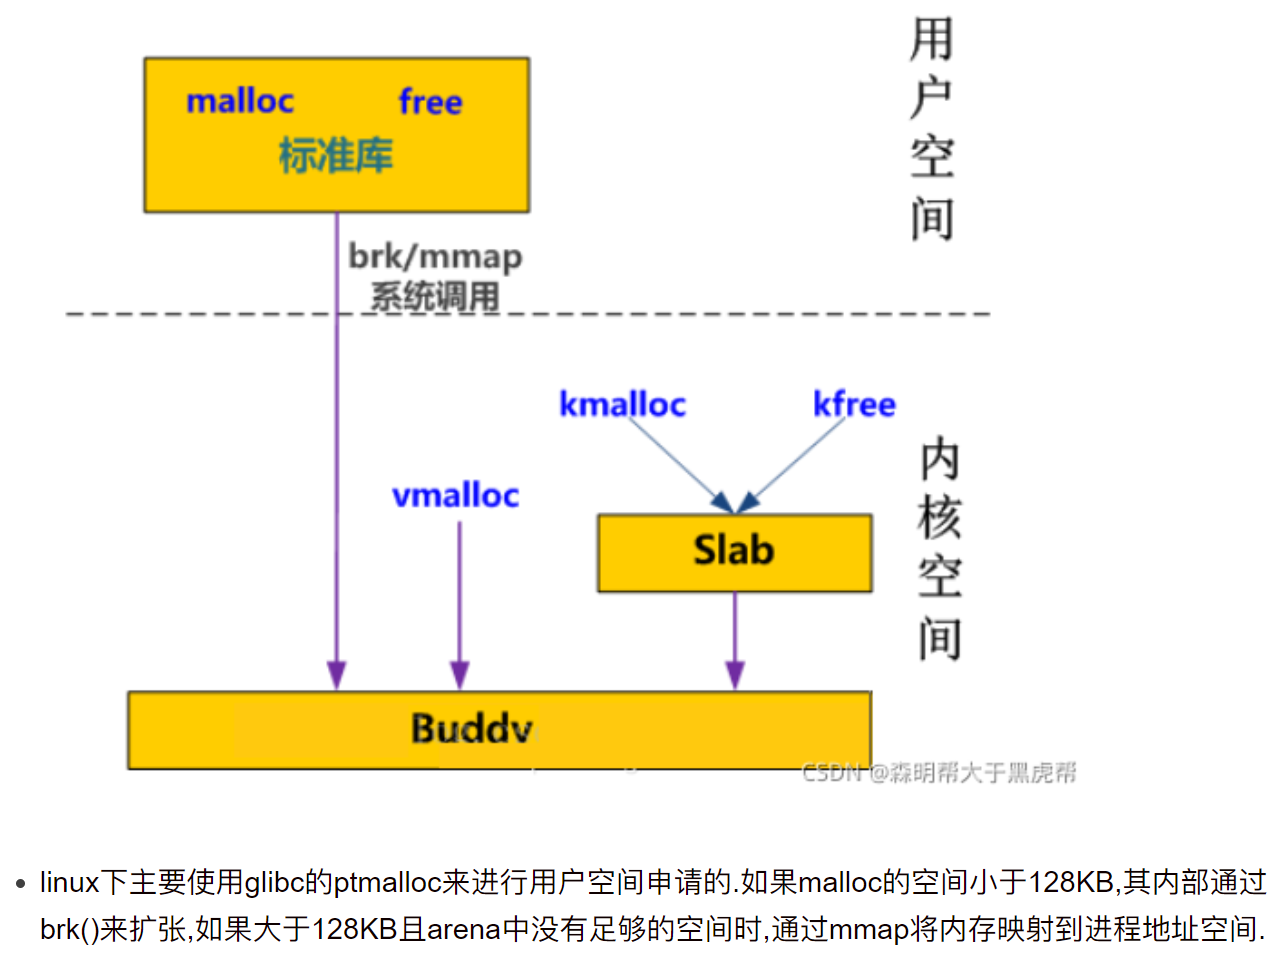 malloc free
标准库
用户空间
brk/mmap
系统调用
kmalloc kfree
vmalloc
内核空间
Slab
Buddy
CSDN @森明帮大于黑虎帮
linux下主要使用glibc的ptmalloc来进行用户空间申请的.如果malloc的空间小于128KB,其内部通过
brk()来扩张,如果大于128KB且arena中没有足够的空间时,通过mmap将内存映射到进程地址空间.